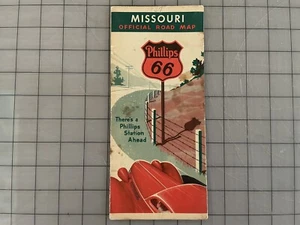 MISSOURI
OFFICIAL ROAD MAP
Phillips
66
There's a
Phillips
Station
Ahead